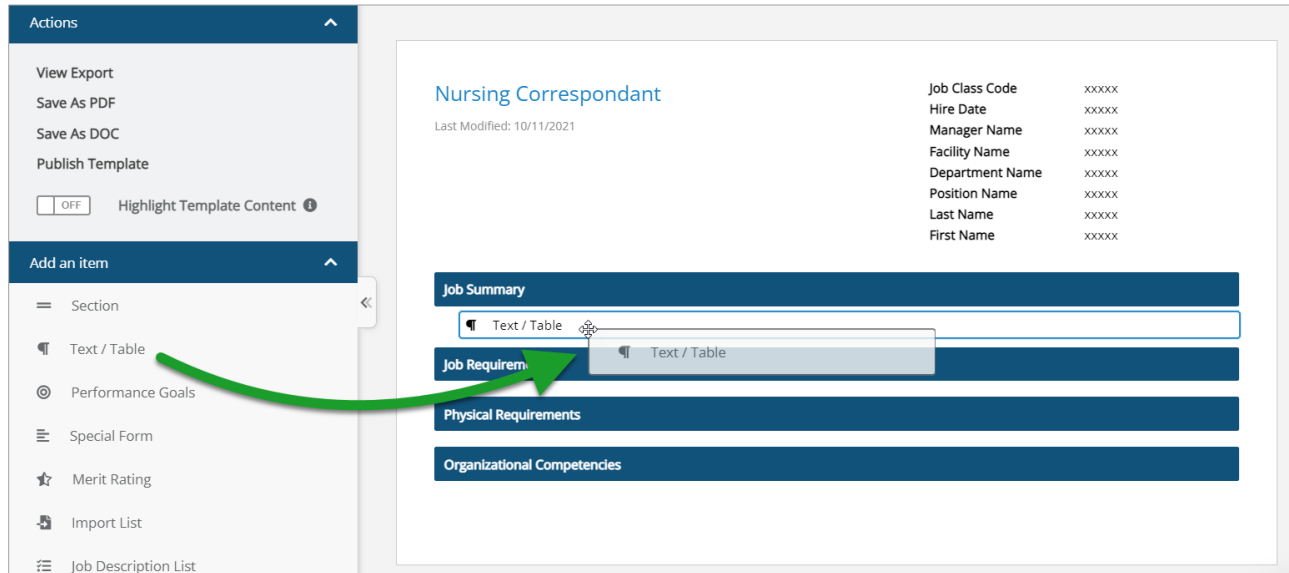 Actions
View Export
Save As PDF
Save As DOC
Publish Template
OFF Highlight Template Content
Add an item
Section
Text / Table
Performance Goals
Special Form
Merit Rating
Import List
Job Description List
Nursing Correspondant
Last Modified: 10/11/2021
Job Class Code xxxxx
Hire Date xxxxx
Manager Name xxxxx
Facility Name xxxxx
Department Name xxxxx
Position Name xxxxx
Last Name xxxxx
First Name xxxxx
Job Summary
¶ Text / Table
¶ Text / Table
Job Requirem
Physical Requirements
Organizational Competencies